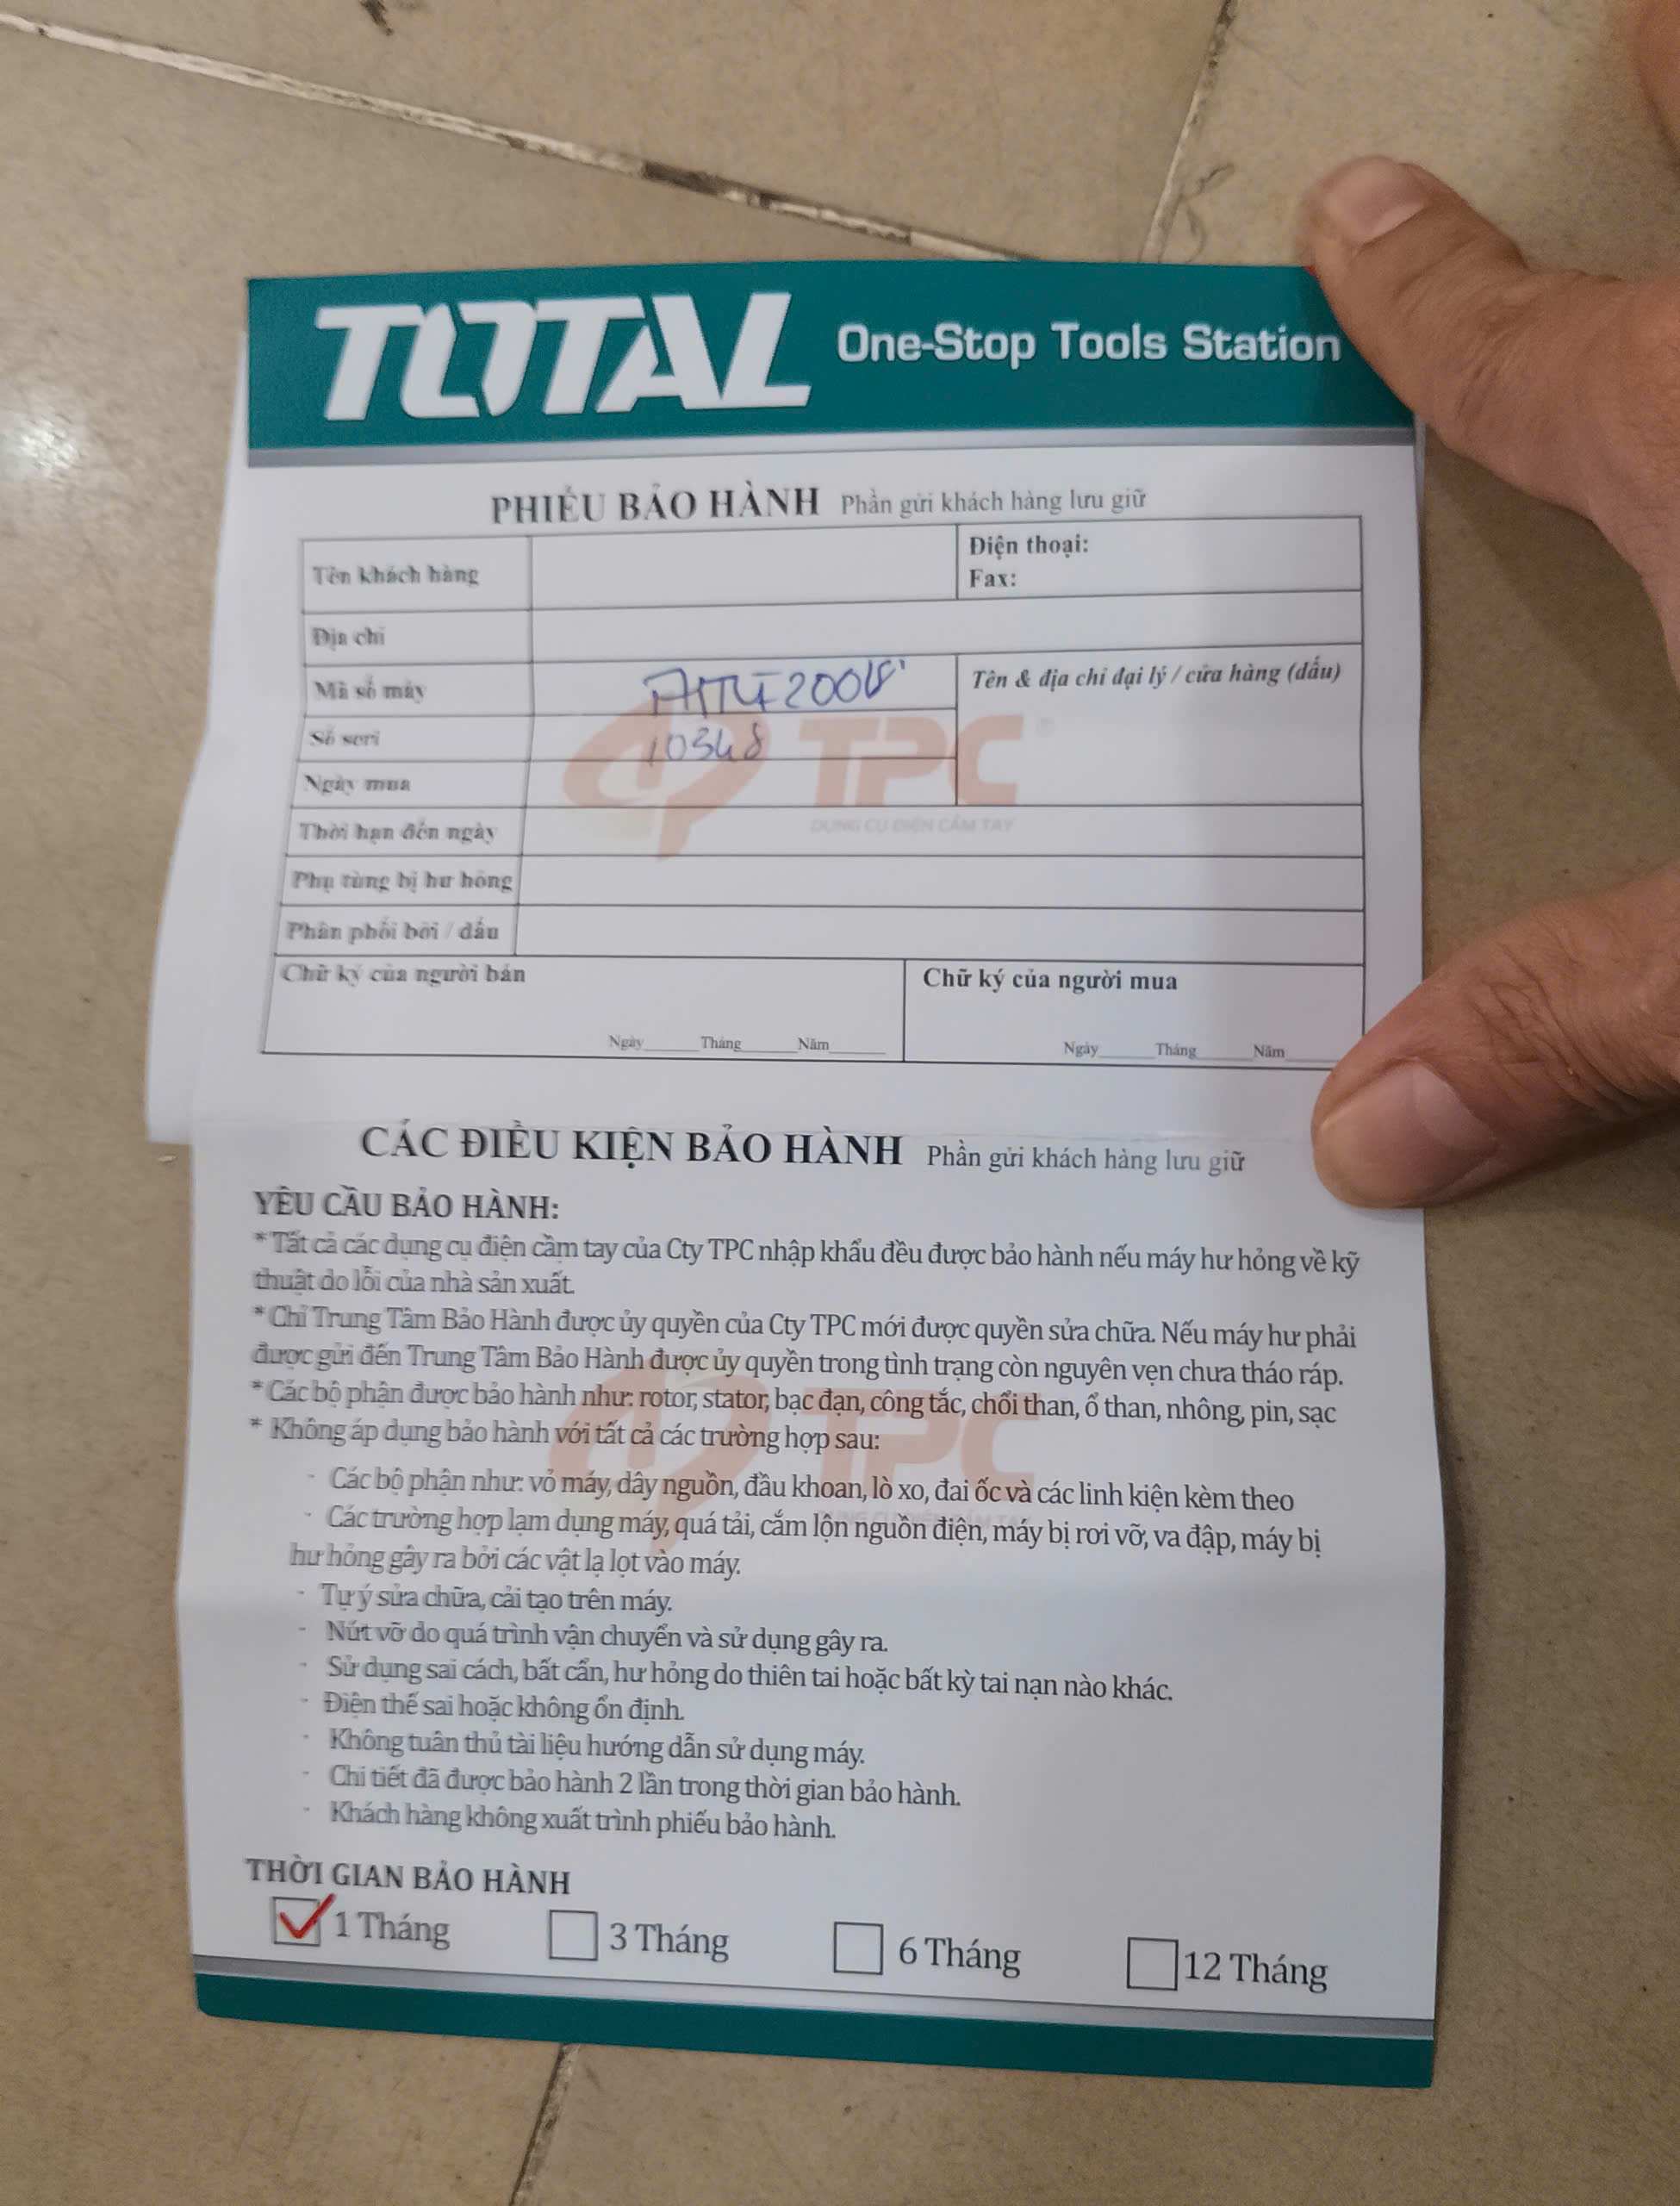 TOTAL One-Stop Tools Station
PHIẾU BẢO HÀNH Phần gửi khách hàng lưu giữ
Tên khách hàng
Điện thoại:
Fax:
Địa chỉ
Mã số máy
Tên & địa chỉ đại lý / cửa hàng (dấu)
Số seri 10348
TPC
Ngày mua
DỤNG CỤ ĐIỆN CẦM TAY
Thời hạn đến ngày
Phụ tùng bị hư hỏng
Phân phối bởi / dấu
Chữ ký của người bán
Chữ ký của người mua
Ngày Tháng Năm
Ngày Tháng Năm
CÁC ĐIỀU KIỆN BẢO HÀNH Phần gửi khách hàng lưu giữ
YÊU CẦU BẢO HÀNH:
* Tất cả các dụng cụ điện cầm tay của Cty TPC nhập khẩu đều được bảo hành nếu máy hư hỏng về kỹ
thuật do lỗi của nhà sản xuất.
* Chỉ Trung Tâm Bảo Hành được ủy quyền của Cty TPC mới được quyền sửa chữa. Nếu máy hư phải
được gửi đến Trung Tâm Bảo Hành được ủy quyền trong tình trạng còn nguyên vẹn chưa tháo ráp.
* Các bộ phận được bảo hành như: rotor, stator, bạc đạn, công tắc, chổi than, ổ than, nhông, pin, sạc
* Không áp dụng bảo hành với tất cả các trường hợp sau:
- Các bộ phận như: vỏ máy, dây nguồn, đầu khoan, lò xo, đai ốc và các linh kiện kèm theo
- Các trường hợp lạm dụng máy, quá tải, cắm lộn nguồn điện, máy bị rơi vỡ, va đập, máy bị
hư hỏng gây ra bởi các vật lạ lọt vào máy.
- Tự ý sửa chữa, cải tạo trên máy.
- Nứt vỡ do quá trình vận chuyển và sử dụng gây ra.
- Sử dụng sai cách, bất cẩn, hư hỏng do thiên tai hoặc bất kỳ tai nạn nào khác.
- Điện thế sai hoặc không ổn định.
- Không tuân thủ tài liệu hướng dẫn sử dụng máy.
- Chi tiết đã được bảo hành 2 lần trong thời gian bảo hành.
- Khách hàng không xuất trình phiếu bảo hành.
THỜI GIAN BẢO HÀNH
1 Tháng 3 Tháng 6 Tháng 12 Tháng